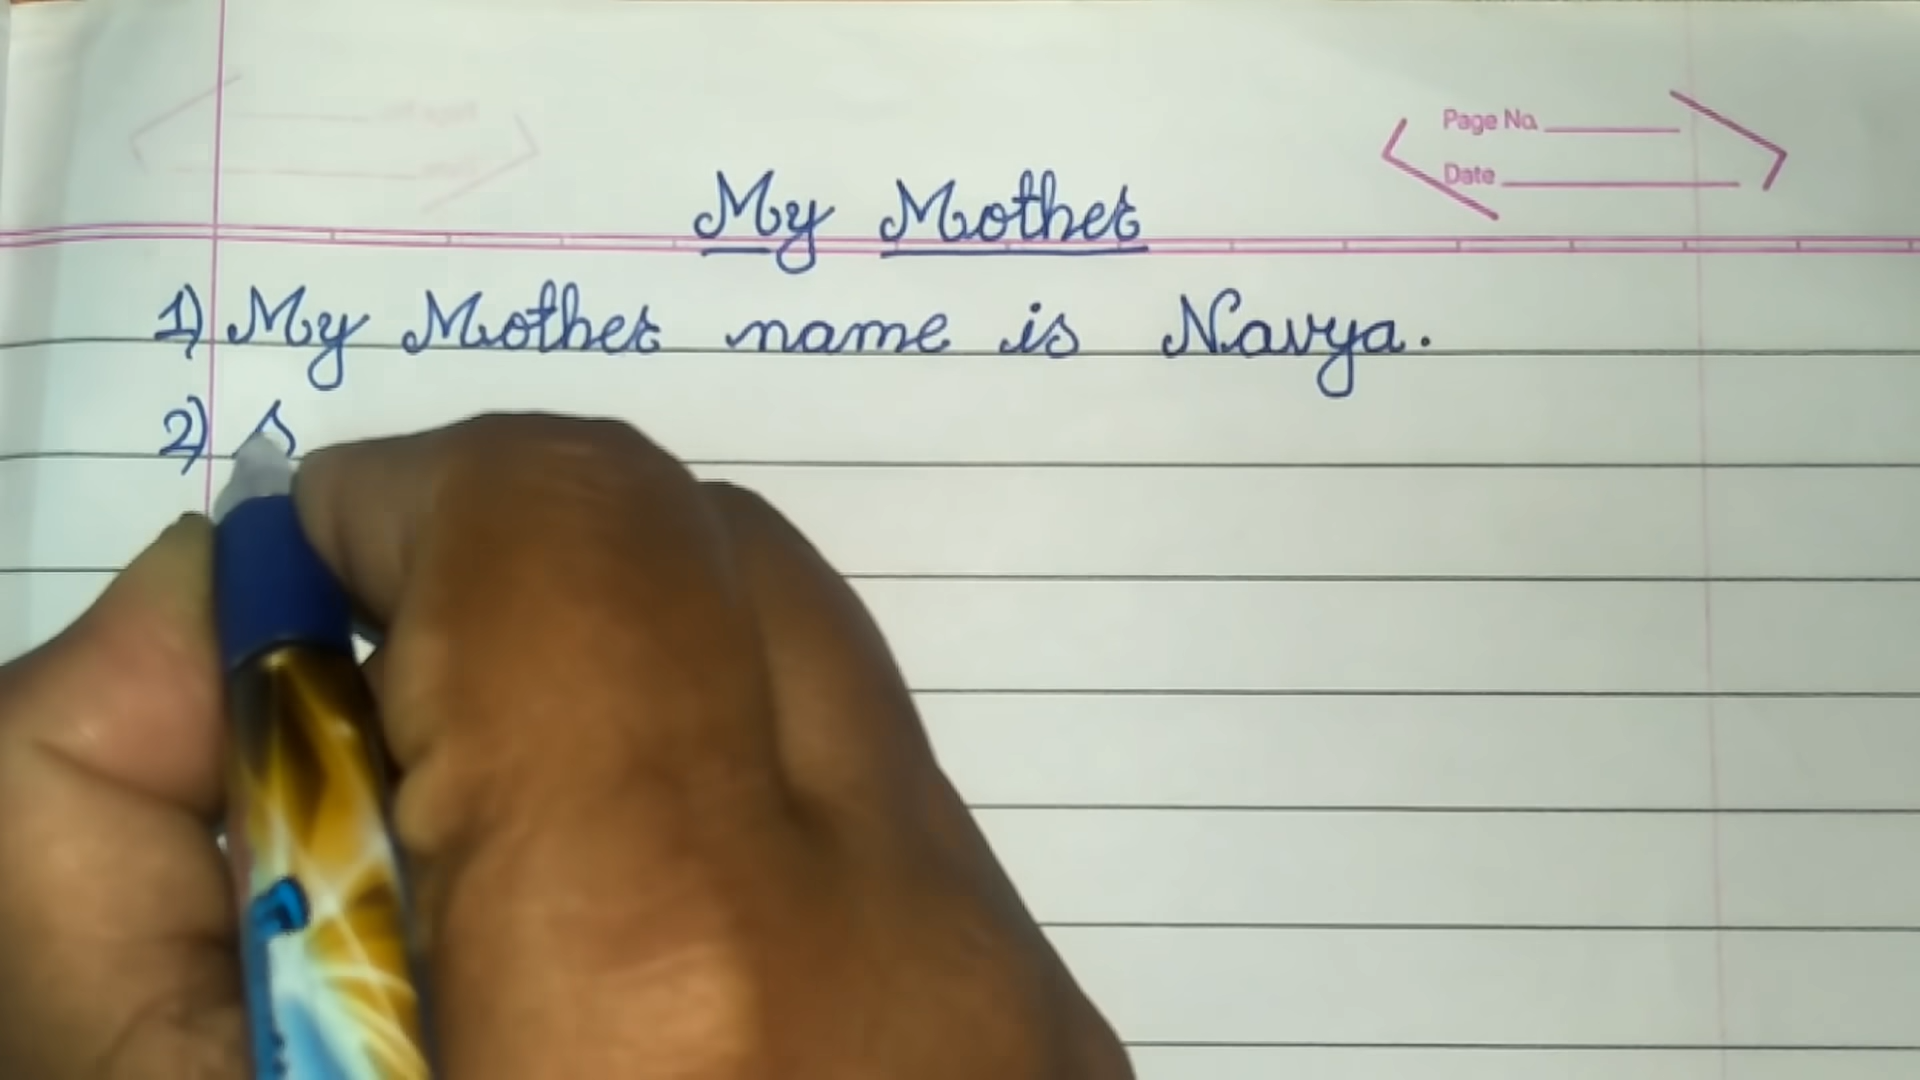 Page No.
Date
My Mother
1) My Mother name is Navya.
2) S